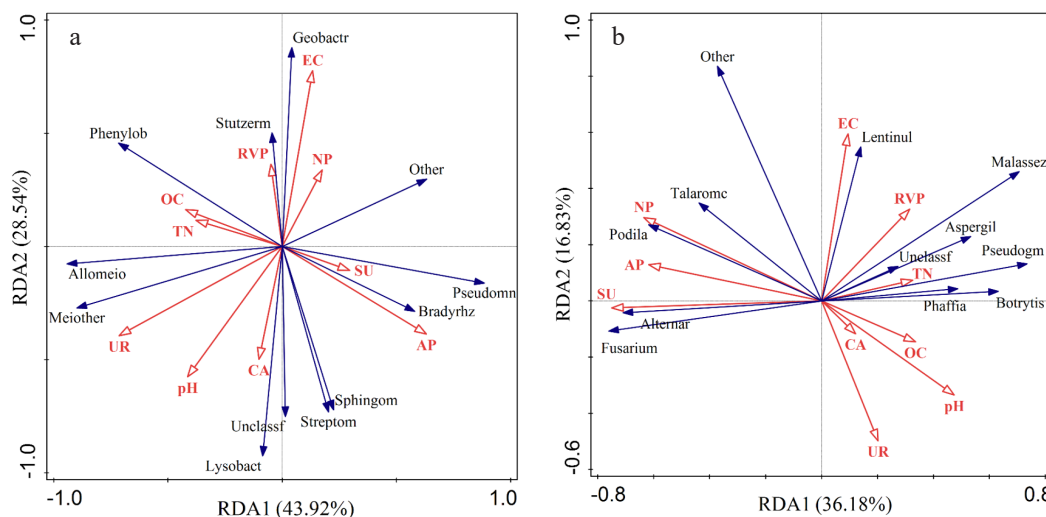 a
1.0
RDA2 (28.54%)
-1.0
Geobactr
EC
Stutzerm
Phenylob
RVP
NP
Other
OC
TN
SU
Allomeio
Pseudomn
Meiother
Bradyrhz
UR
AP
CA
pH
Sphingom
Unclassf
Streptom
Lysobact
-1.0
RDA1 (43.92%)
1.0
b
1.0
RDA2 (16.83%)
-0.6
Other
EC
Lentinul
Malassez
Talaromc
RVP
NP
Podila
Aspergil
Pseudogm
AP
Unclassf
TN
SU
Phaffia
Botrytis
Alternar
CA
Fusarium
OC
pH
UR
-0.8
RDA1 (36.18%)
0.8